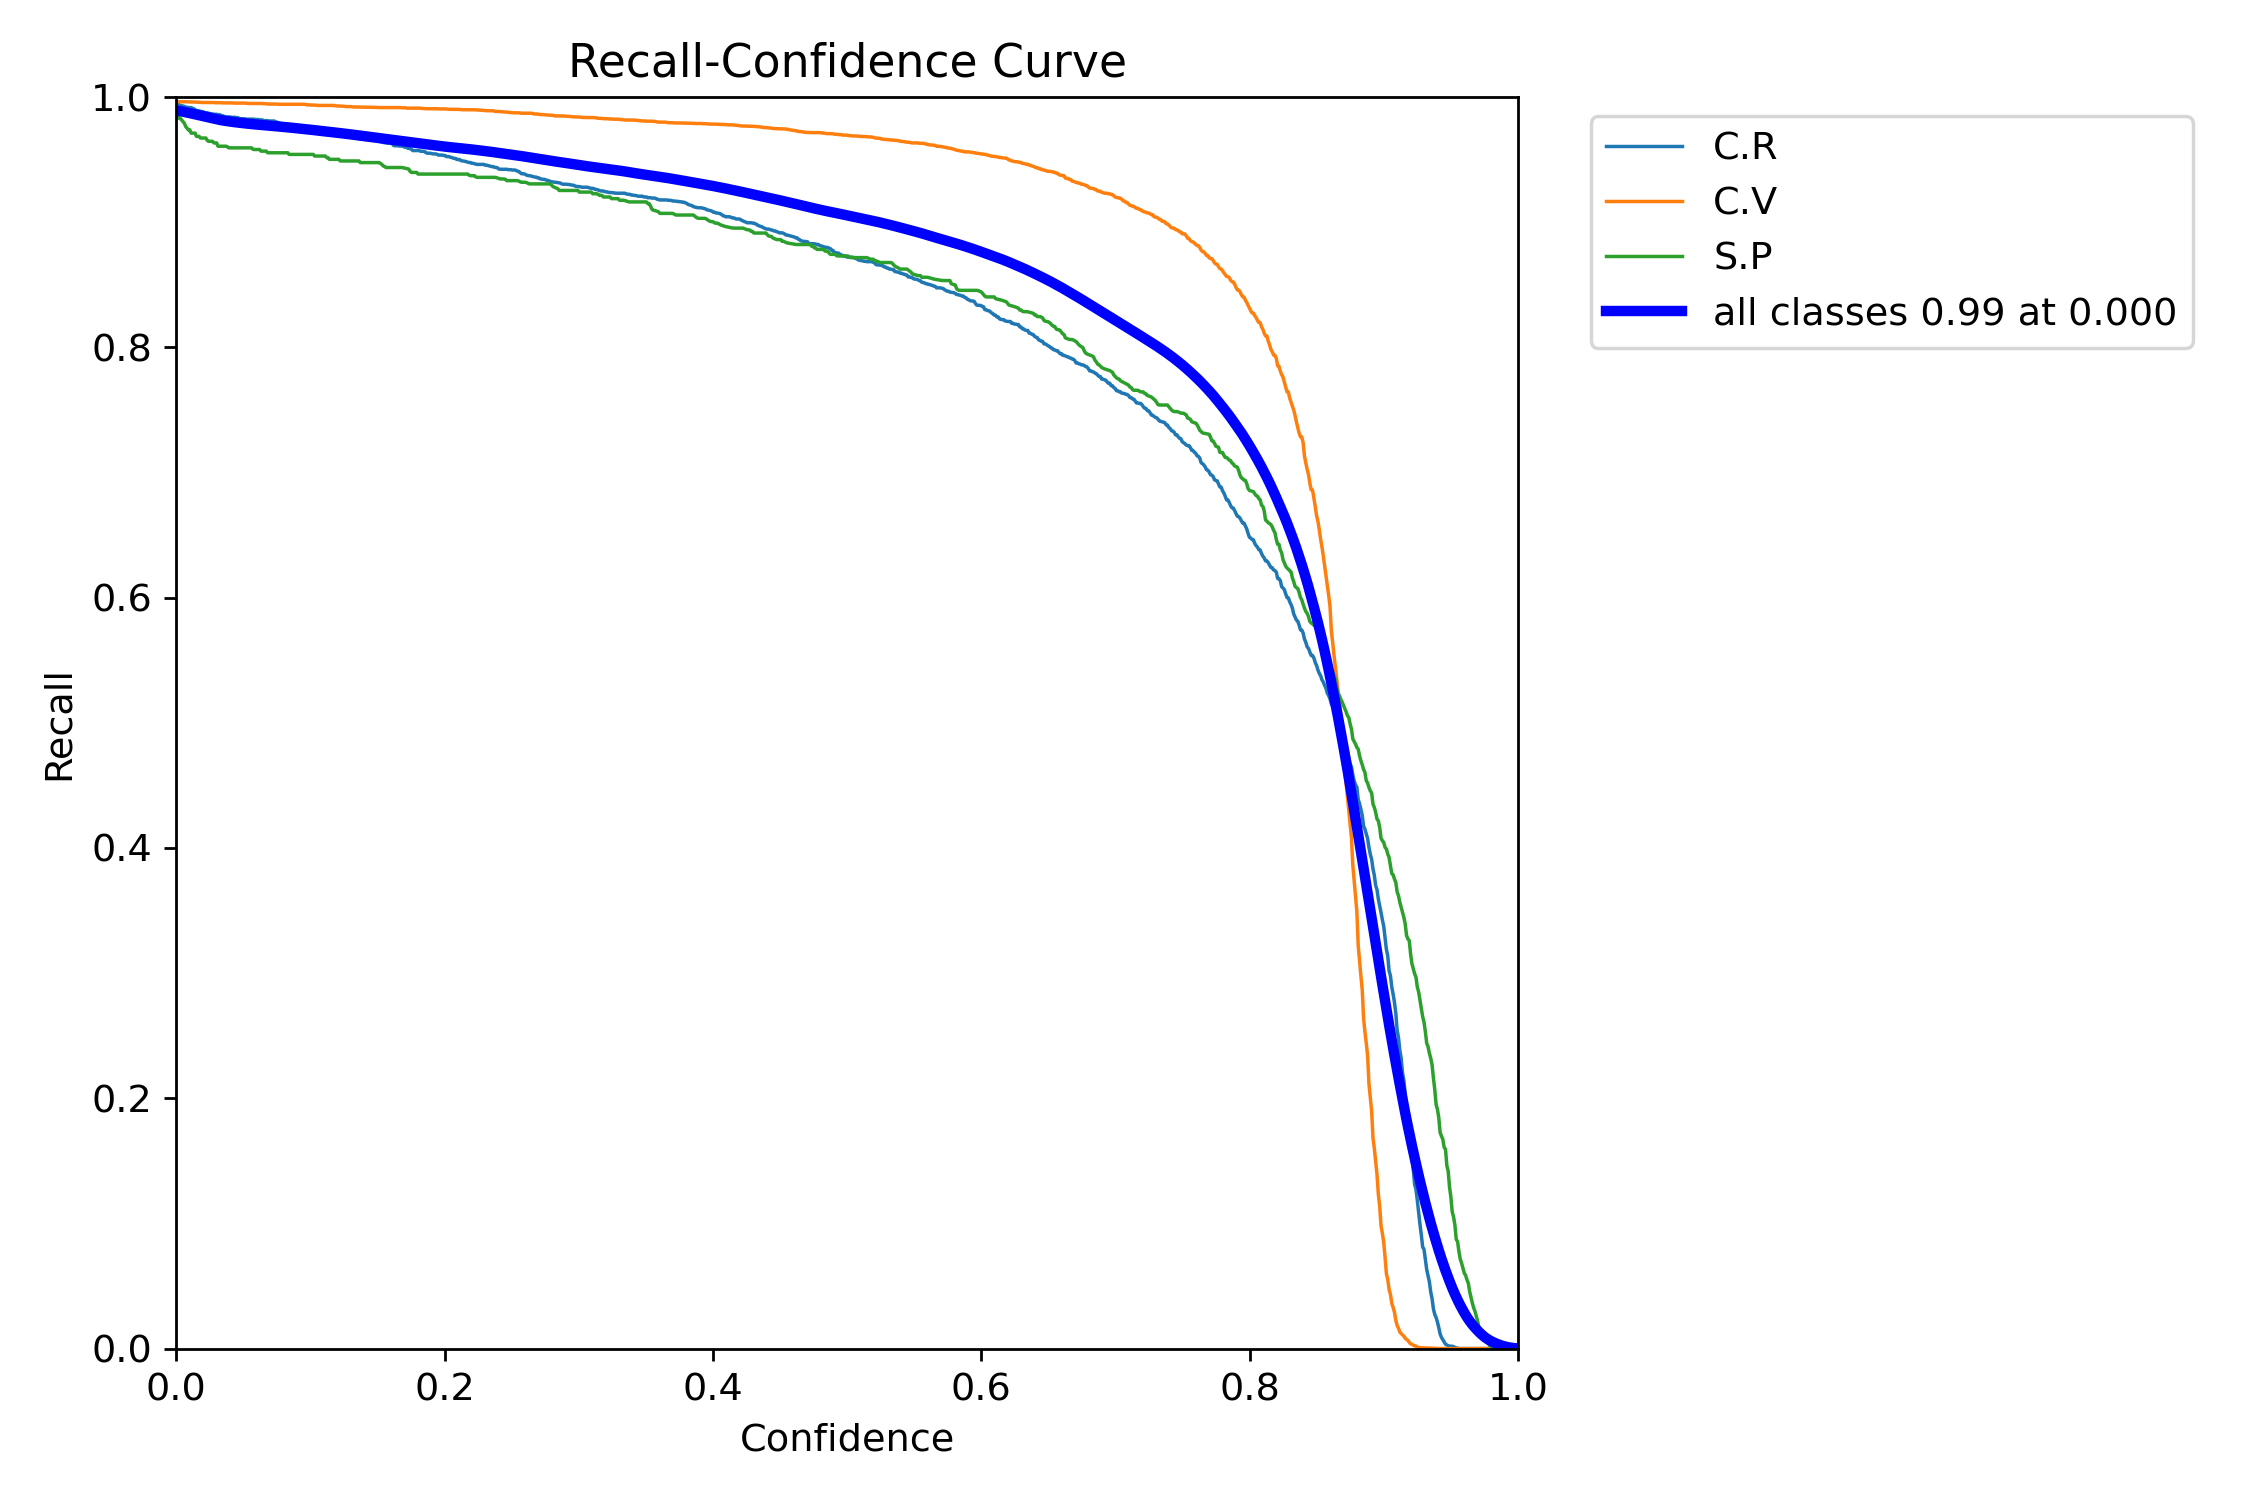 Recall-Confidence Curve
1.0
0.8
0.6
0.4
0.2
0.0
Recall
0.0 0.2 0.4 0.6 0.8 1.0
Confidence
C.R
C.V
S.P
all classes 0.99 at 0.000